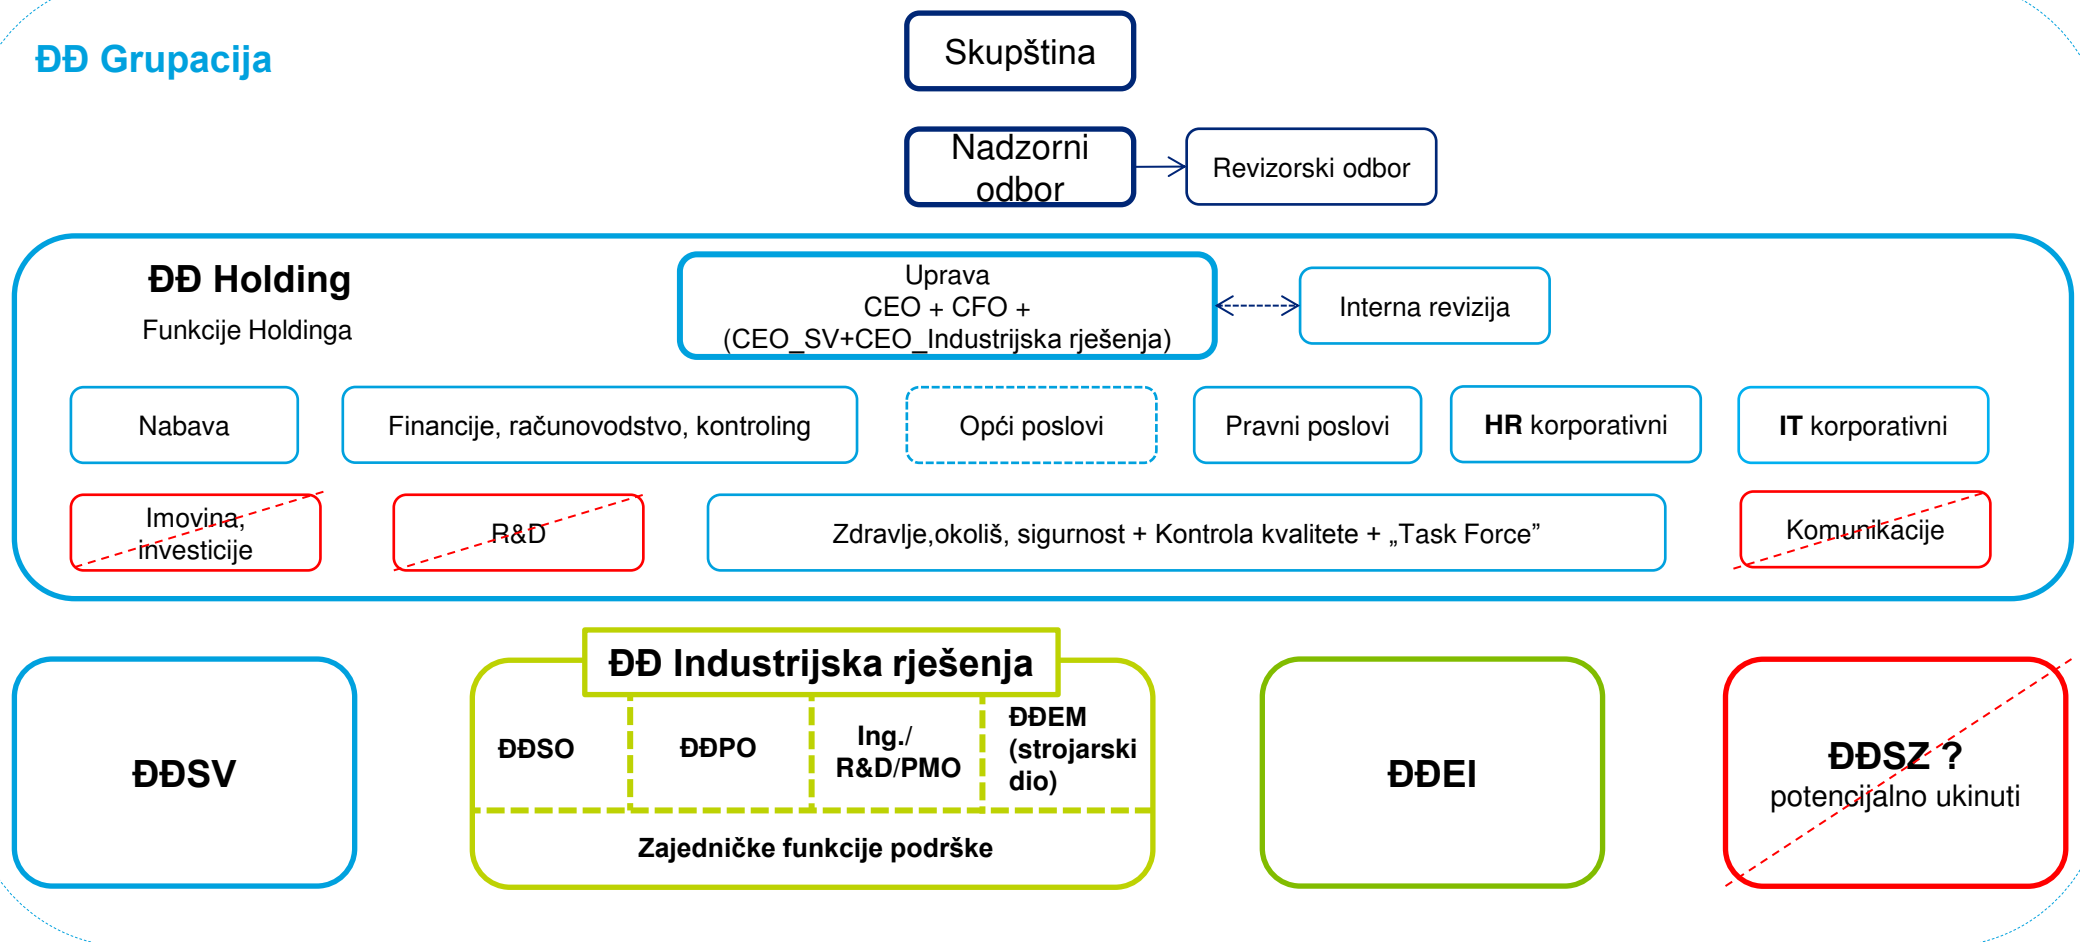 ĐĐ Grupacija
Skupština
Nadzorni
odbor
Revizorski odbor
ĐĐ Holding
Funkcije Holdinga
Uprava
CEO + CFO +
(CEO_SV+CEO_Industrijska rješenja)
Interna revizija
Nabava
Financije, računovodstvo, kontroling
Opći poslovi
Pravni poslovi
HR korporativni
IT korporativni
Imovina,
investicije
R&D
Zdravlje,okoliš, sigurnost + Kontrola kvalitete + „Task Force”
Komunikacije
ĐĐSV
ĐĐ Industrijska rješenja
ĐĐSO
ĐĐPO
Ing./
R&D/PMO
ĐĐEM
(strojarski
dio)
Zajedničke funkcije podrške
ĐĐEI
ĐĐSZ ?
potencijalno ukinuti